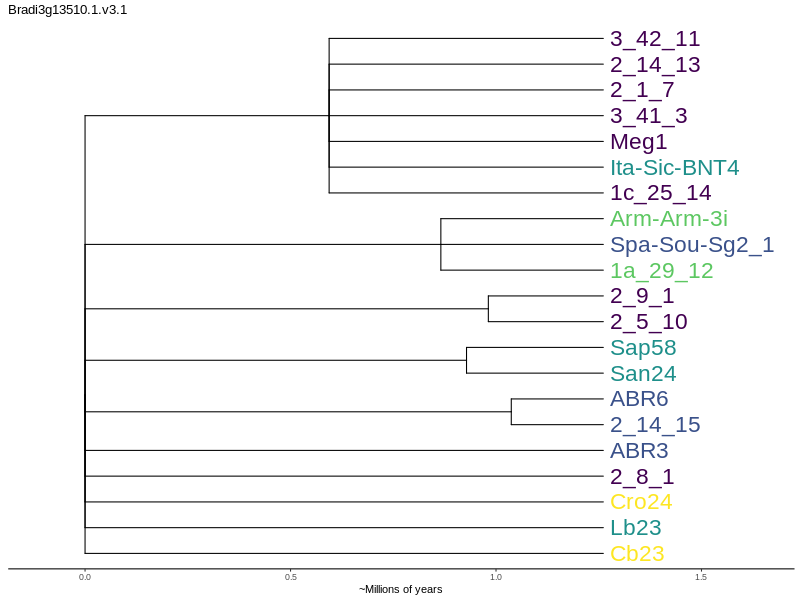 Bradi3g13510.1.v3.1
3_42_11
2_14_13
2_1_7
3_41_3
Meg1
Ita-Sic-BNT4
1c_25_14
Arm-Arm-3i
Spa-Sou-Sg2_1
1a_29_12
2_9_1
2_5_10
Sap58
San24
ABR6
2_14_15
ABR3
2_8_1
Cro24
Lb23
Cb23
0.0 0.5 1.0 1.5
~Millions of years